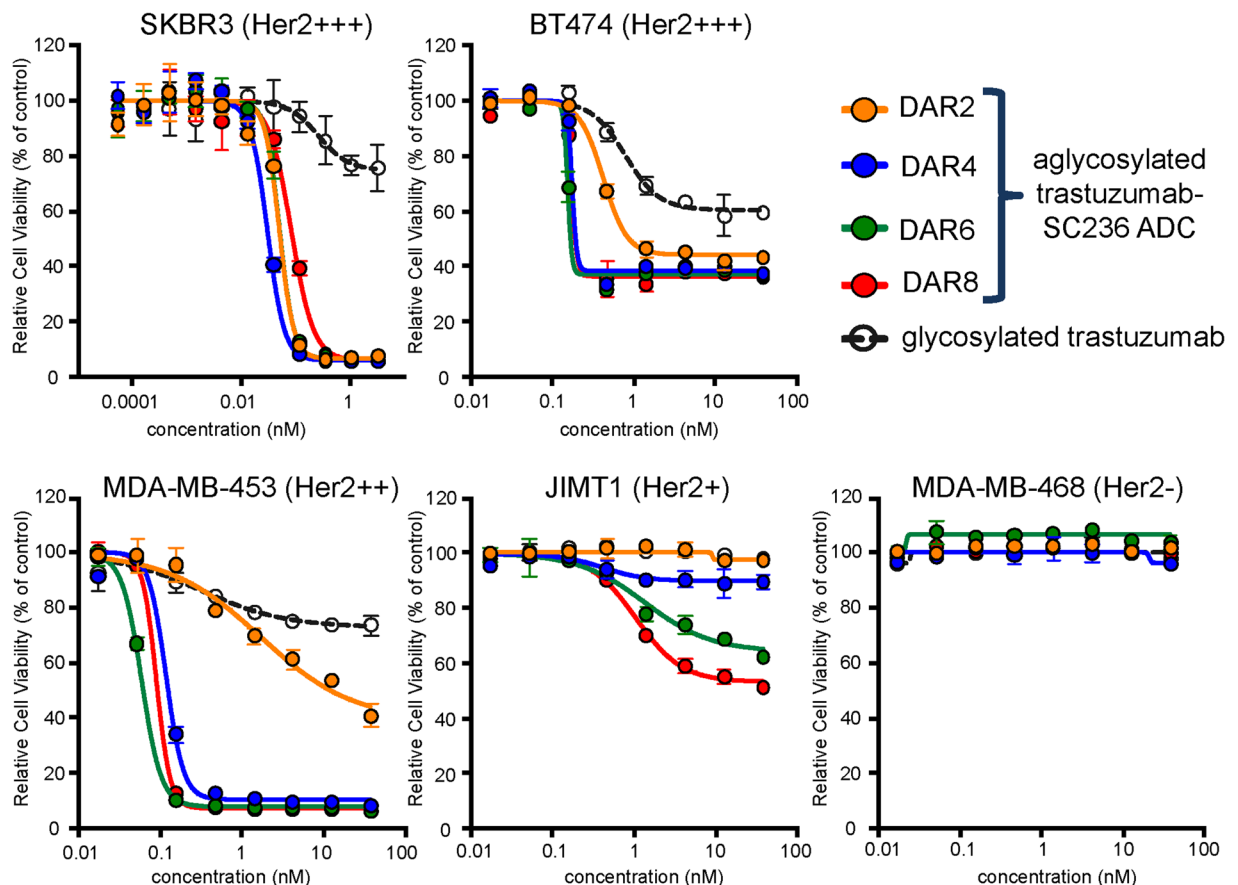 SKBR3 (Her2+++)
Relative Cell Viability (% of control)
120
100
80
60
40
20
0
0.0001
0.01
1
concentration (nM)
BT474 (Her2+++)
Relative Cell Viability (% of control)
120
100
80
60
40
20
0
0.01
0.1
1
10
100
concentration (nM)
DAR2
DAR4
DAR6
DAR8
aglycosylated
trastuzumab-
SC236 ADC
glycosylated trastuzumab
MDA-MB-453 (Her2++)
Relative Cell Viability (% of control)
120
100
80
60
40
20
0
0.01
0.1
1
10
100
concentration (nM)
JIMT1 (Her2+)
Relative Cell Viability (% of control)
120
100
80
60
40
20
0
0.01
0.1
1
10
100
concentration (nM)
MDA-MB-468 (Her2-)
Relative Cell Viability (% of control)
120
100
80
60
40
20
0
0.01
0.1
1
10
100
concentration (nM)